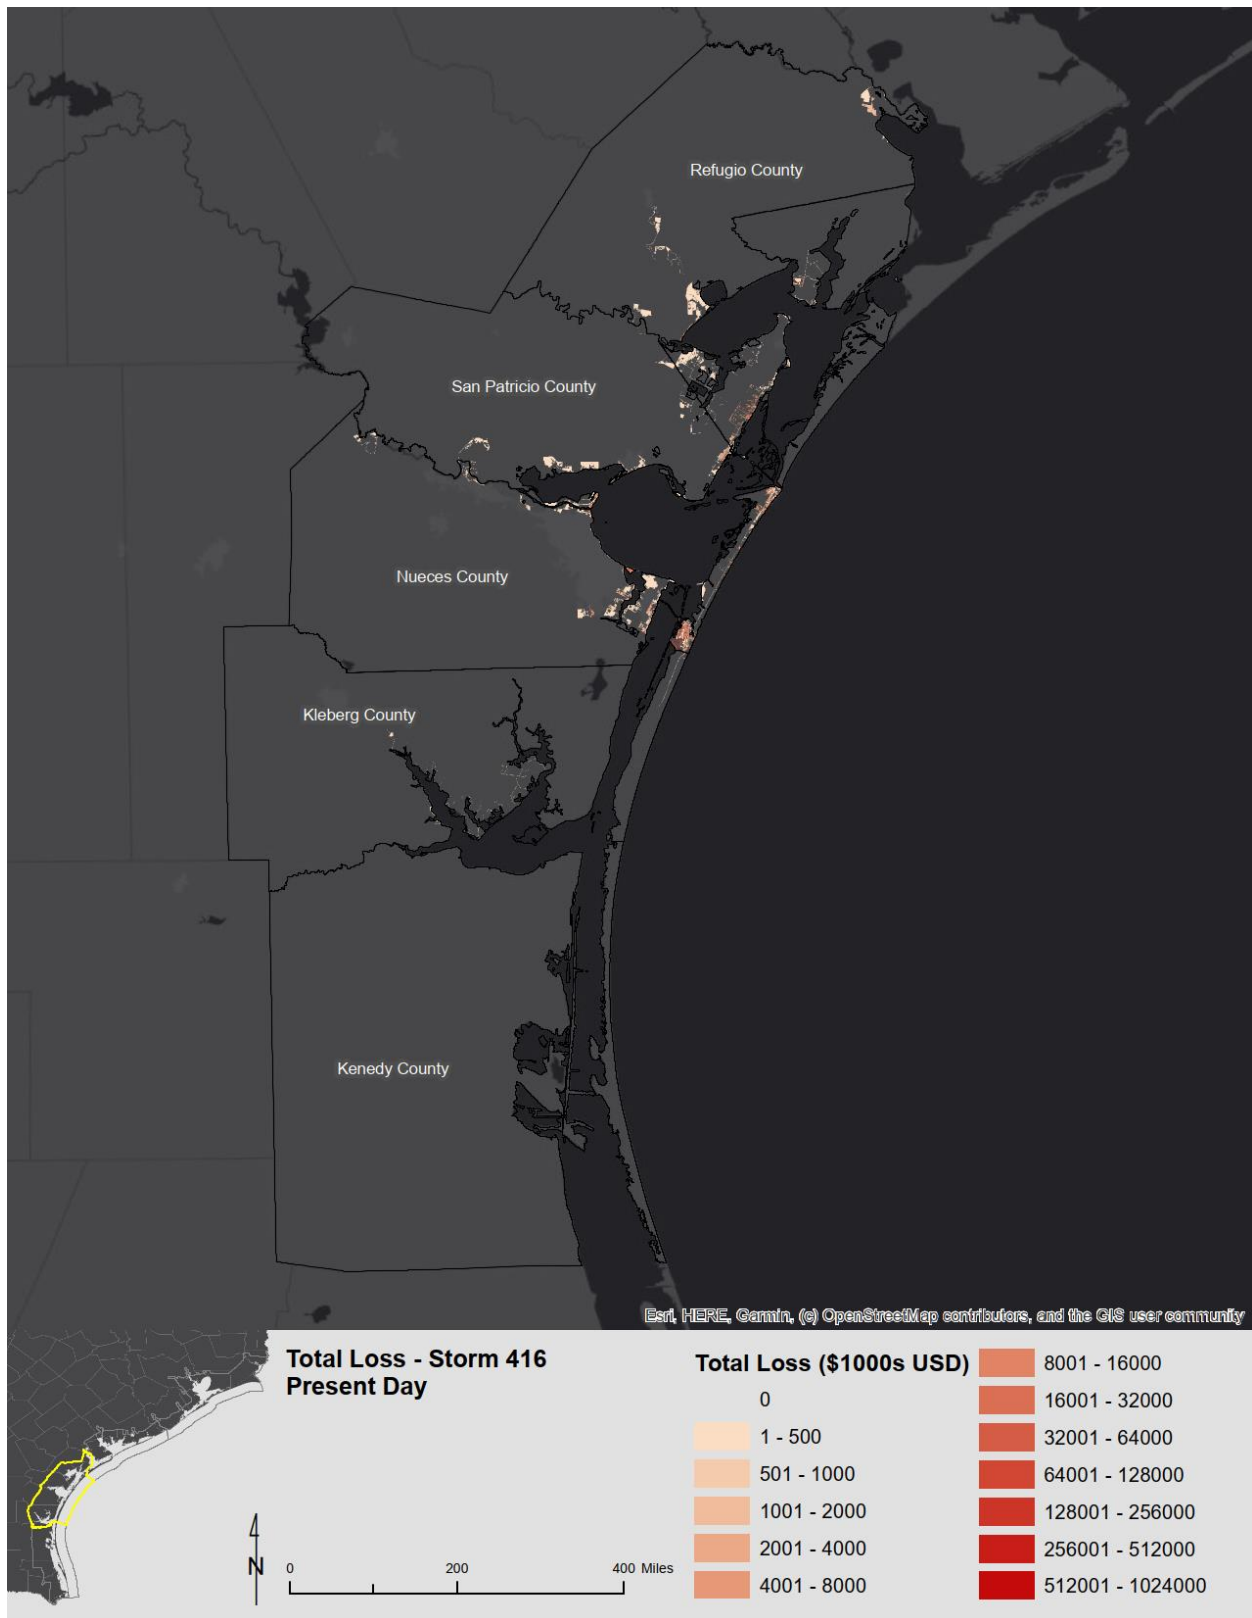 Refugio County
San Patricio County
Nueces County
Kleberg County
Kenedy County
Esri, HERE, Garmin, (c) OpenStreetMap contributors, and the GIS user community
Total Loss - Storm 416
Present Day
N
0 200 400 Miles
Total Loss ($1000s USD)
0
1 - 500
501 - 1000
1001 - 2000
2001 - 4000
4001 - 8000
8001 - 16000
16001 - 32000
32001 - 64000
64001 - 128000
128001 - 256000
256001 - 512000
512001 - 1024000